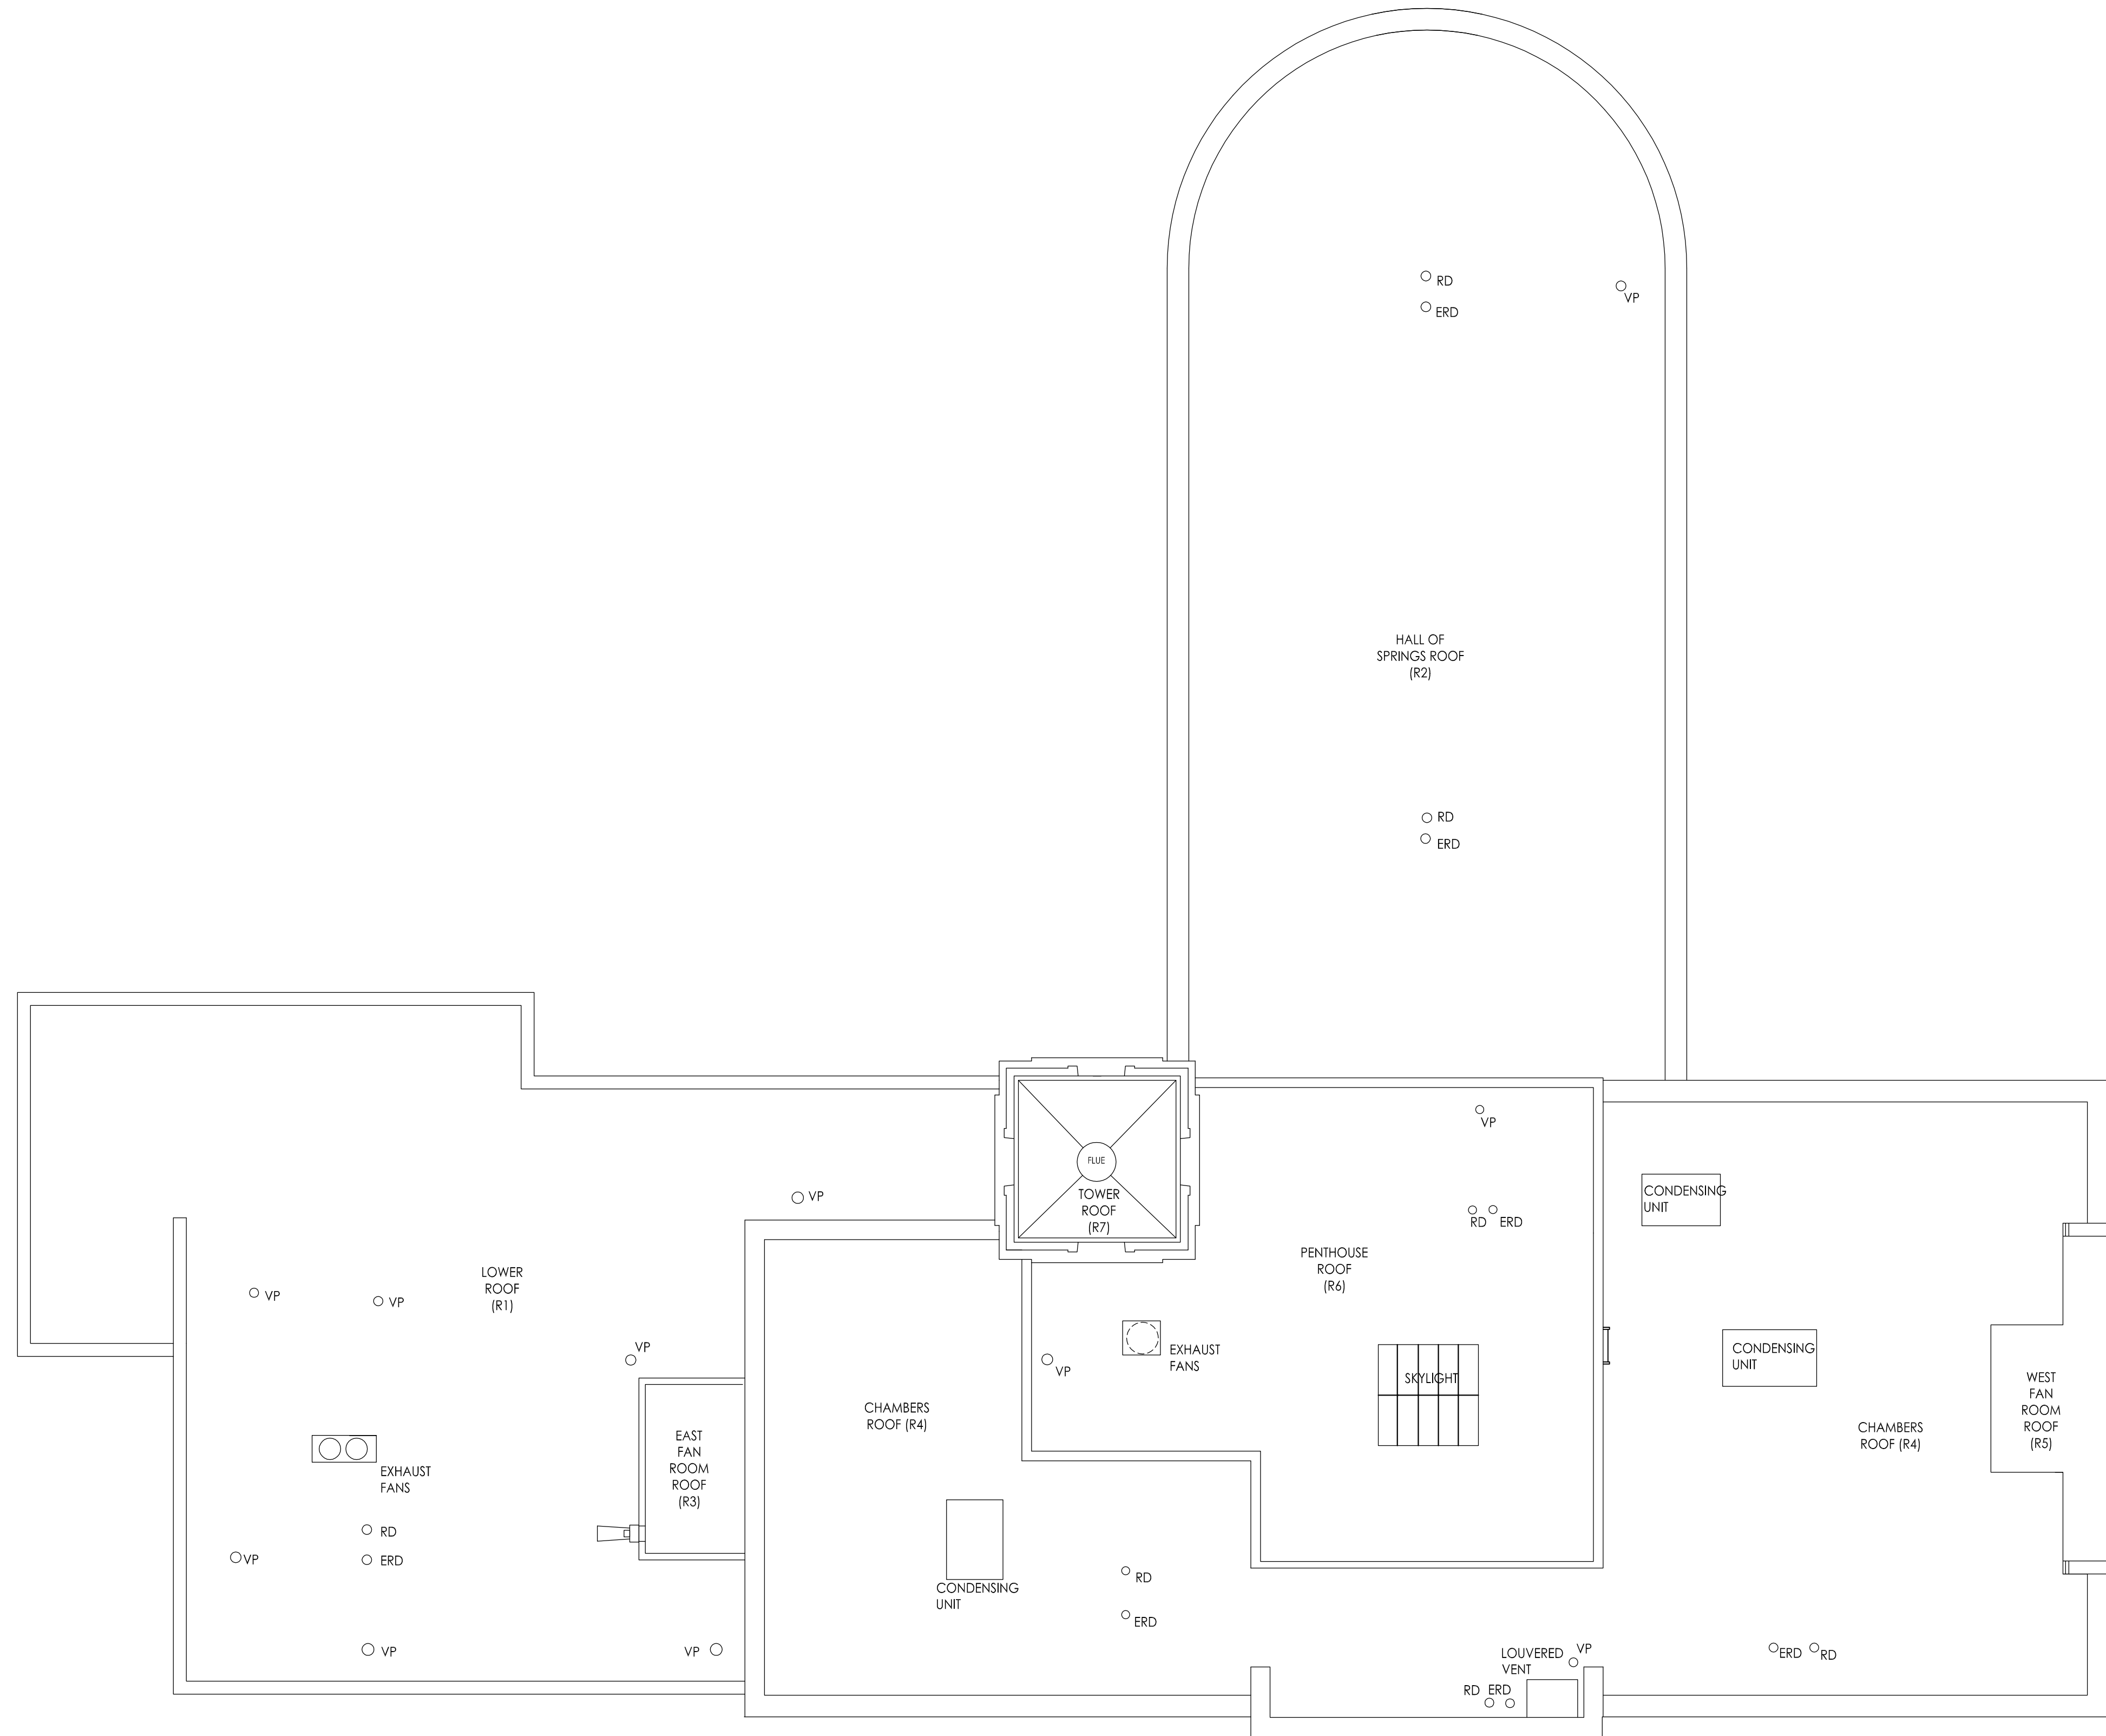 RD
VP
ERD
HALL OF
SPRINGS ROOF
(R2)
RD
ERD
VP
FLUE
TOWER
ROOF
(R7)
VP
RD ERD
CONDENSING
UNIT
PENTHOUSE
ROOF
(R6)
LOWER
ROOF
(R1)
VP
VP
VP
VP
EXHAUST
FANS
SKYLIGHT
CONDENSING
UNIT
WEST
FAN
ROOM
ROOF
(R5)
CHAMBERS
ROOF (R4)
CHAMBERS
ROOF (R4)
EAST
FAN
ROOM
ROOF
(R3)
EXHAUST
FANS
RD
ERD
VP
CONDENSING
UNIT
RD
ERD
VP
VP
LOUVERED
VENT
VP
ERD
RD
RD ERD